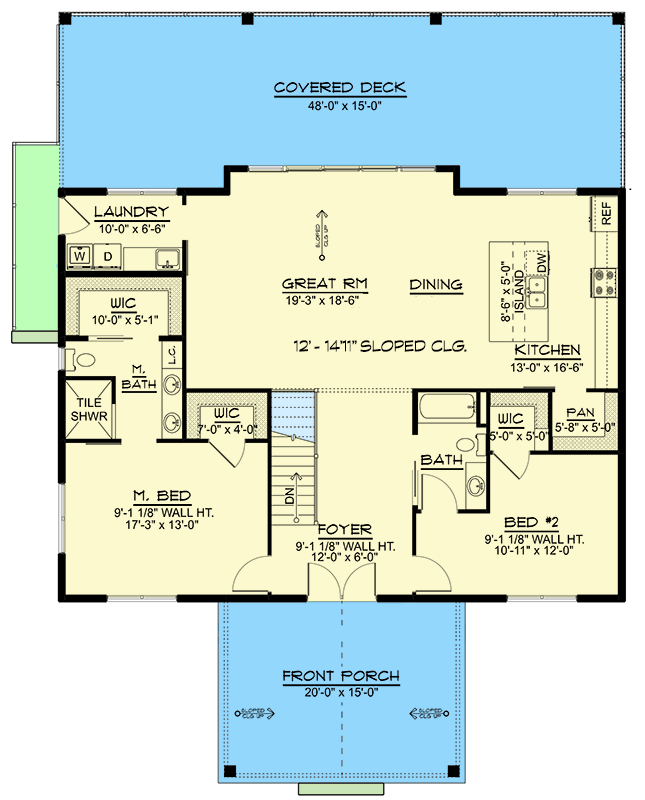 COVERED DECK
48'-0" x 15'-0"
LAUNDRY
10'-0" x 6'-6"
W
D
SLOPED
CLG UP
REF
DW
ISLAND
8'-6" x 5'-0"
GREAT RM
19'-3" x 18'-6"
DINING
WIC
10'-0" x 5'-1"
12' - 14'11" SLOPED CLG.
KITCHEN
13'-0" x 16'-6"
L.C.
M.
BATH
TILE
SHWR
WIC
7'-0" x 4'-0"
WIC
5'-0" x 5'-0"
PAN
5'-8" x 5'-0"
BATH
DN
M. BED
9'-1 1/8" WALL HT.
17'-3" x 13'-0"
FOYER
9'-1 1/8" WALL HT.
12'-0" x 6'-0"
BED #2
9'-1 1/8" WALL HT.
10'-11" x 12'-0"
FRONT PORCH
20'-0" x 15'-0"
SLOPED
CLG UP
SLOPED
CLG UP